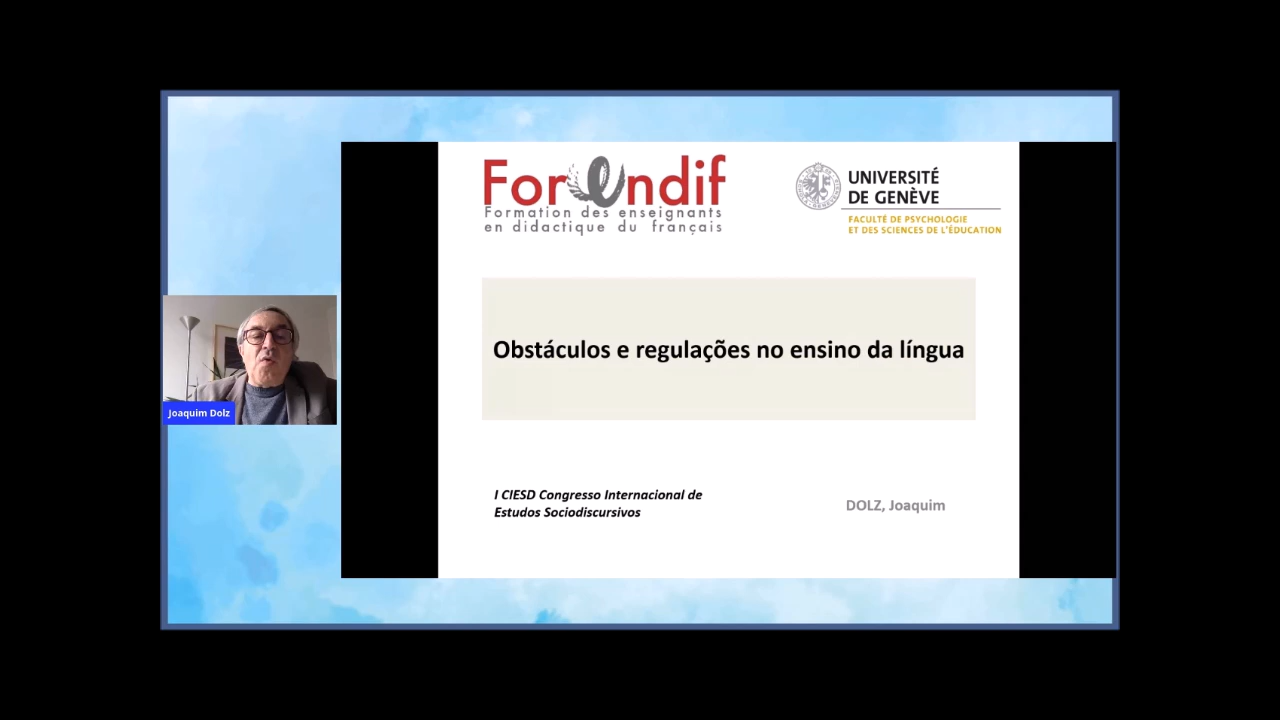 Forendif
Formation des enseignants
en didactique du français
UNIVERSITÉ
DE GENÈVE
FACULTÉ DE PSYCHOLOGIE
ET DES SCIENCES DE L'ÉDUCATION
Obstáculos e regulações no ensino da língua
Joaquim Dolz
I CIESD Congresso Internacional de
Estudos Sociodiscursivos
DOLZ, Joaquim